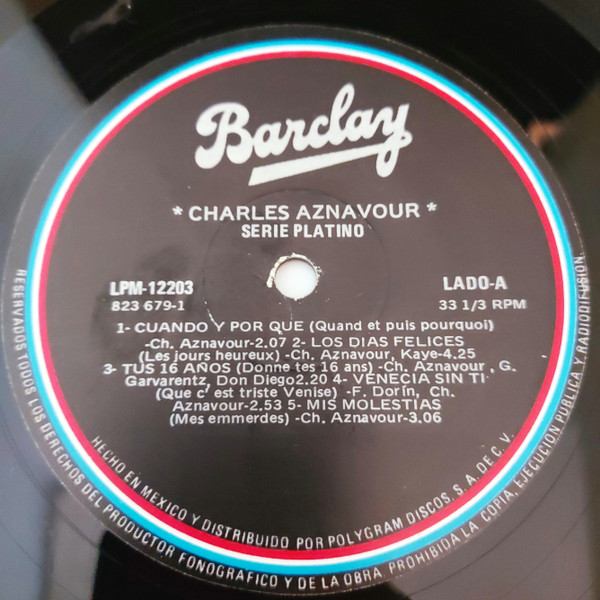 Barclay
* CHARLES AZNAVOUR *
SERIE PLATINO
LPM-12203
823 679-1
LADO-A
33 1/3 RPM
1- CUANDO Y POR QUE (Quand et puis pourquoi)
-Ch. Aznavour-2.07 2- LOS DIAS FELICES
(Les jours heureux) -Ch. Aznavour, Kaye-4.25
3- TUS 16 AÑOS (Donne tes 16 ans) -Ch. Aznavour , G.
Garvarentz, Don Diego2.20 4- VENECIA SIN TI
(Que c' est triste Venise) -F. Dorín, Ch.
Aznavour-2.53 5- MIS MOLESTIAS
(Mes emmerdes) -Ch. Aznavour-3.06
HECHO EN MEXICO Y DISTRIBUIDO POR POLYGRAM DISCOS, S.A. DE C.V.
RESERVADOS TODOS LOS DERECHOS DEL PRODUCTOR FONOGRAFICO Y DE LA OBRA. PROHIBIDA LA COPIA, EJECUCION PUBLICA Y RADIODIFUSION